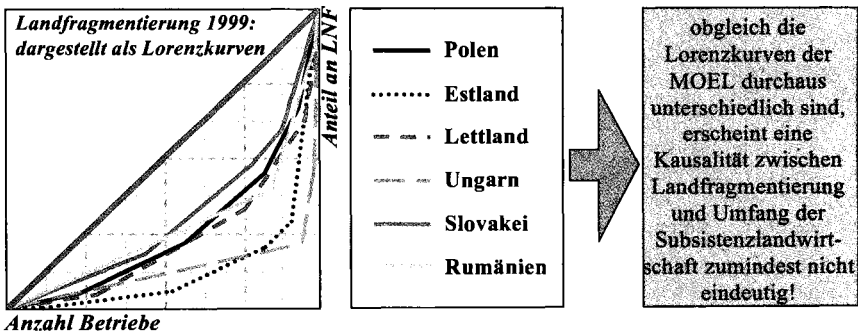 Landfragmentierung 1999:
dargestellt als Lorenzkurven
Anteil an LNF
Anzahl Betriebe
Polen
Estland
Lettland
Ungarn
Slovakei
Rumänien
obgleich die
Lorenzkurven der
MOEL durchaus
unterschiedlich sind,
erscheint eine
Kausalität zwischen
Landfragmentierung
und Umfang der
Subsistenzlandwirt-
schaft zumindest nicht
eindeutig!